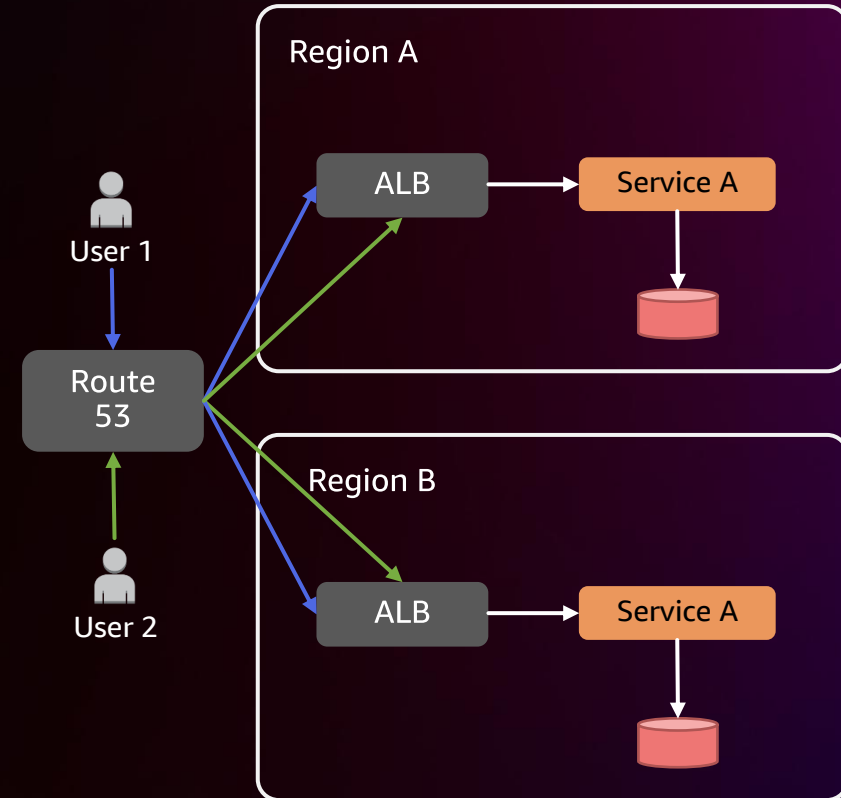 Region A
ALB
Service A
User 1
Route
53
Region B
User 2
ALB
Service A